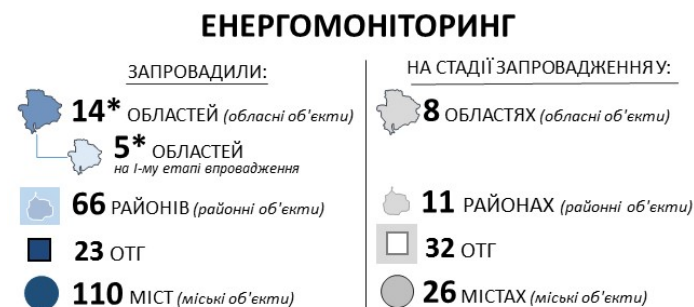 ЕНЕРГОМОНІТОРИНГ
ЗАПРОВАДИЛИ:
14* ОБЛАСТЕЙ (обласні об'єкти)
5* ОБЛАСТЕЙ
на І-му етапі впровадження
66 РАЙОНІВ (районні об'єкти)
23 ОТГ
110 МІСТ (міські об'єкти)
НА СТАДІЇ ЗАПРОВАДЖЕННЯ У:
8 ОБЛАСТЯХ (обласні об'єкти)
11 РАЙОНАХ (районні об'єкти)
32 ОТГ
26 МІСТАХ (міські об'єкти)